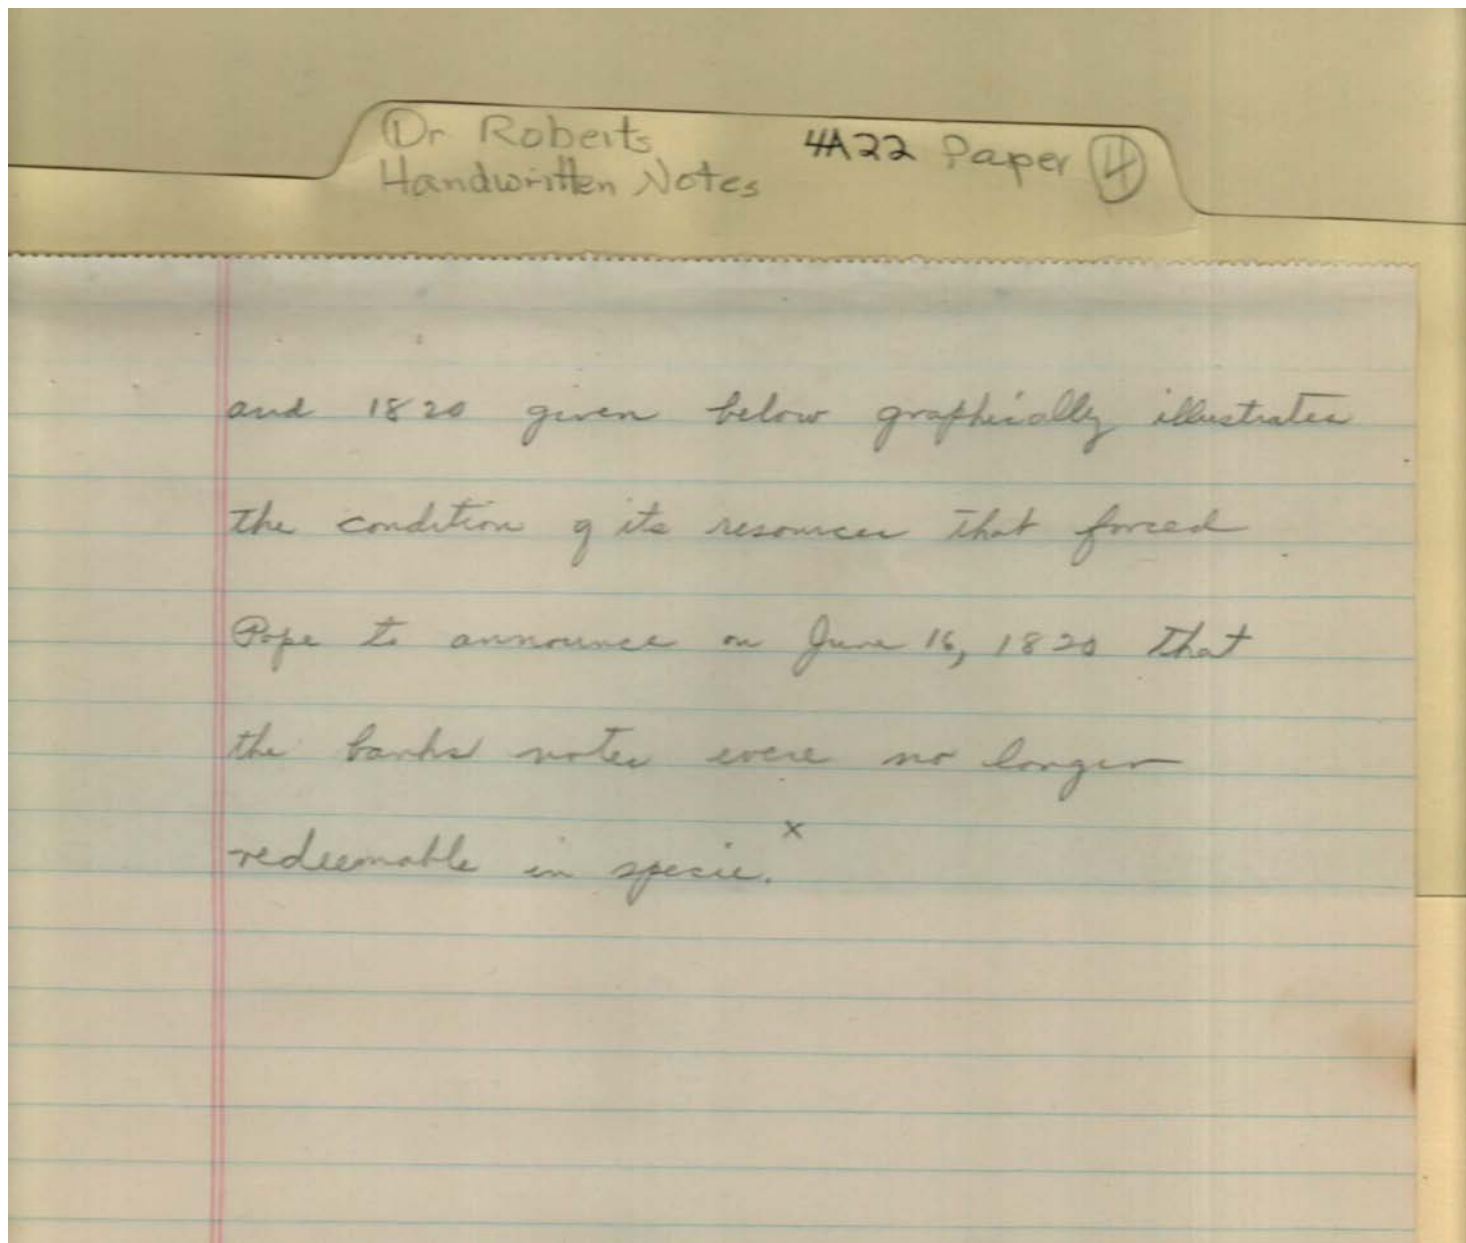 Dr Roberts 4A22 Paper 4
Handwritten Notes
and 1820 given below graphically illustrates
the condition of its resources that forced
Pope to announce on June 16, 1820 that
the banks notes were no longer
redeemable in specie. x